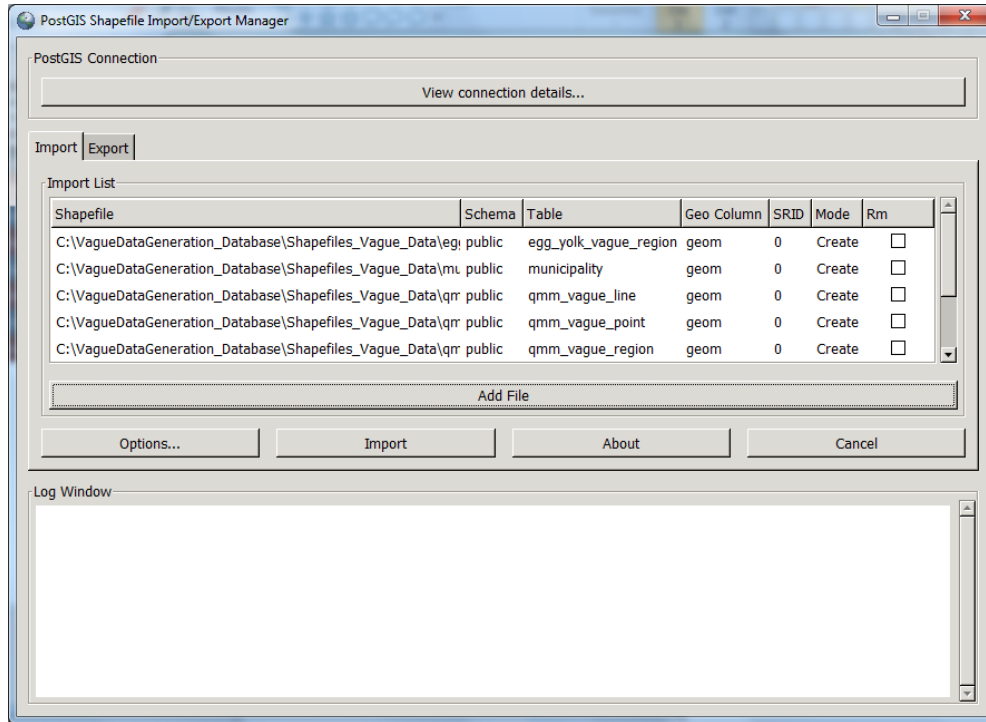 PostGIS Shapefile Import/Export Manager
PostGIS Connection
View connection details...
Import Export
Import List
Shapefile Schema Table Geo Column SRID Mode Rm
C:\VagueDataGeneration_Database\Shapefiles_Vague_Data\eg public egg_yolk_vague_region geom 0 Create
C:\VagueDataGeneration_Database\Shapefiles_Vague_Data\mu public municipality geom 0 Create
C:\VagueDataGeneration_Database\Shapefiles_Vague_Data\qm public qmm_vague_line geom 0 Create
C:\VagueDataGeneration_Database\Shapefiles_Vague_Data\qm public qmm_vague_point geom 0 Create
C:\VagueDataGeneration_Database\Shapefiles_Vague_Data\qm public qmm_vague_region geom 0 Create
Add File
Options... Import About Cancel
Log Window